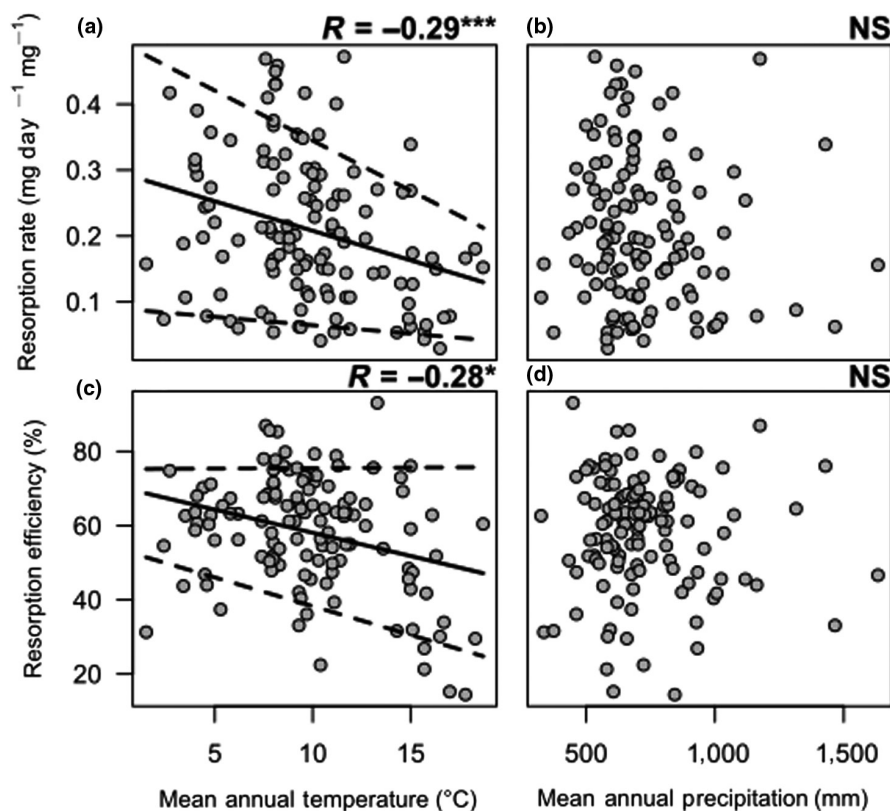 (a)
R = –0.29***
(b)
NS
Resorption rate (mg day⁻¹ mg⁻¹)
0.4
0.3
0.2
0.1
(c)
R = –0.28*
(d)
NS
Resorption efficiency (%)
80
60
40
20
5 10 15
500 1,000 1,500
Mean annual temperature (°C)
Mean annual precipitation (mm)